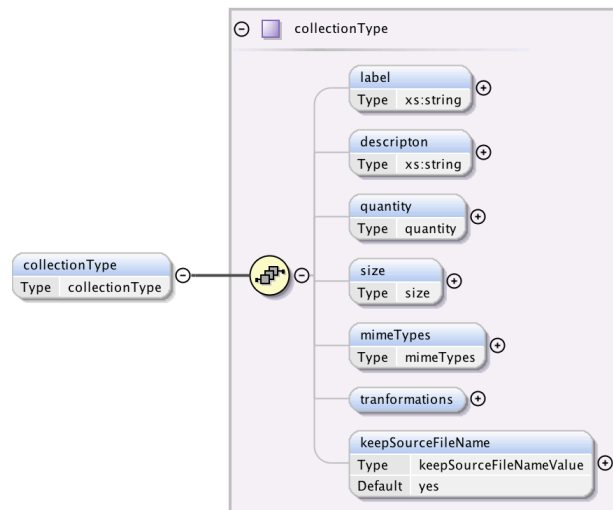 collectionType
label
Type xs:string
descripton
Type xs:string
quantity
Type quantity
collectionType
Type collectionType
size
Type size
mimeTypes
Type mimeTypes
tranformations
keepSourceFileName
Type keepSourceFileNameValue
Default yes